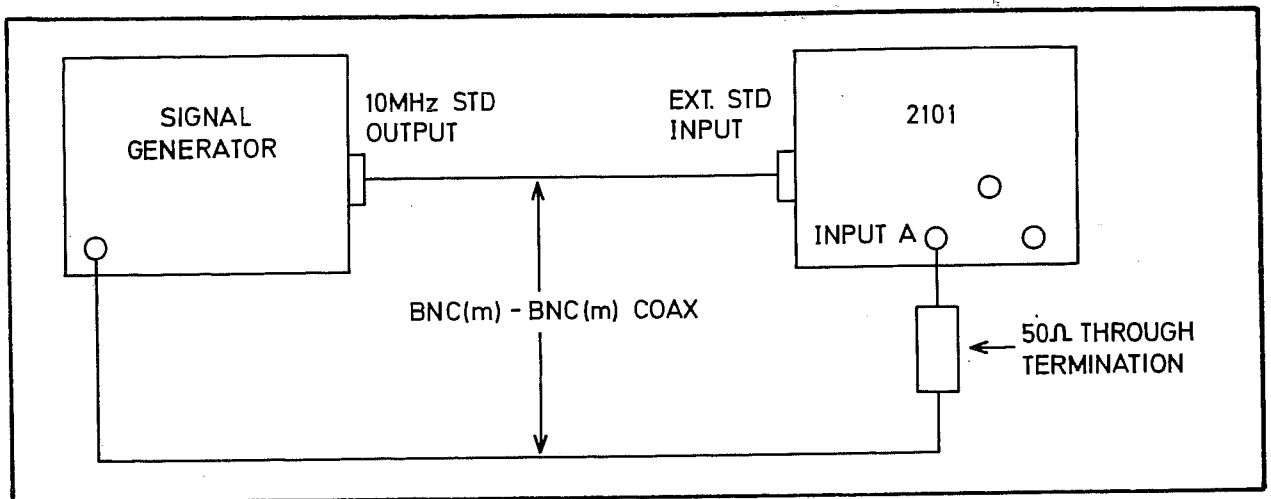 SIGNAL
GENERATOR
10MHz STD
OUTPUT
EXT. STD
INPUT
2101
INPUT A
BNC(m) - BNC(m) COAX
50Ω THROUGH
TERMINATION